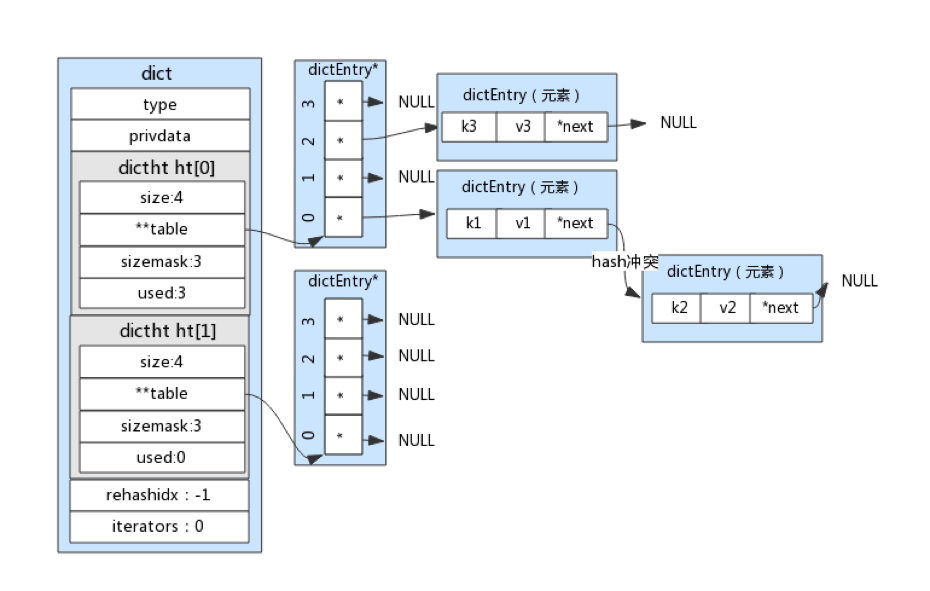 dict
type
privdata
dictht ht[0]
size:4
**table
sizemask:3
used:3
dictht ht[1]
size:4
**table
sizemask:3
used:0
rehashidx：-1
iterators：0
dictEntry*
3 * NULL
2 *
1 * NULL
0 *
dictEntry（元素）
k3 v3 *next NULL
dictEntry（元素）
k1 v1 *next
hash冲突
dictEntry（元素）
k2 v2 *next NULL
dictEntry*
3 * NULL
2 * NULL
1 * NULL
0 * NULL